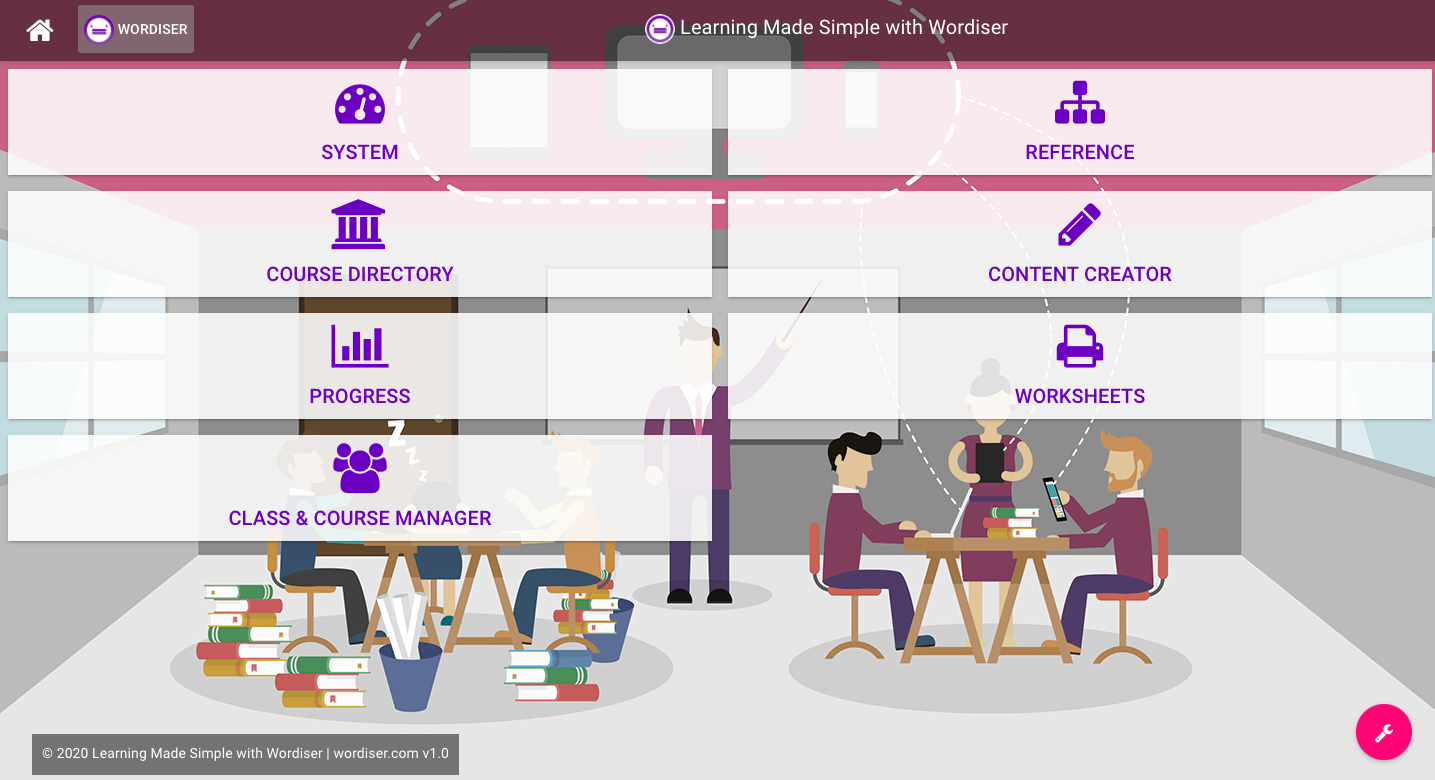 WORDISER
Learning Made Simple with Wordiser
SYSTEM
REFERENCE
COURSE DIRECTORY
CONTENT CREATOR
PROGRESS
WORKSHEETS
Z
Z
Z
CLASS & COURSE MANAGER
© 2020 Learning Made Simple with Wordiser | wordiser.com v1.0